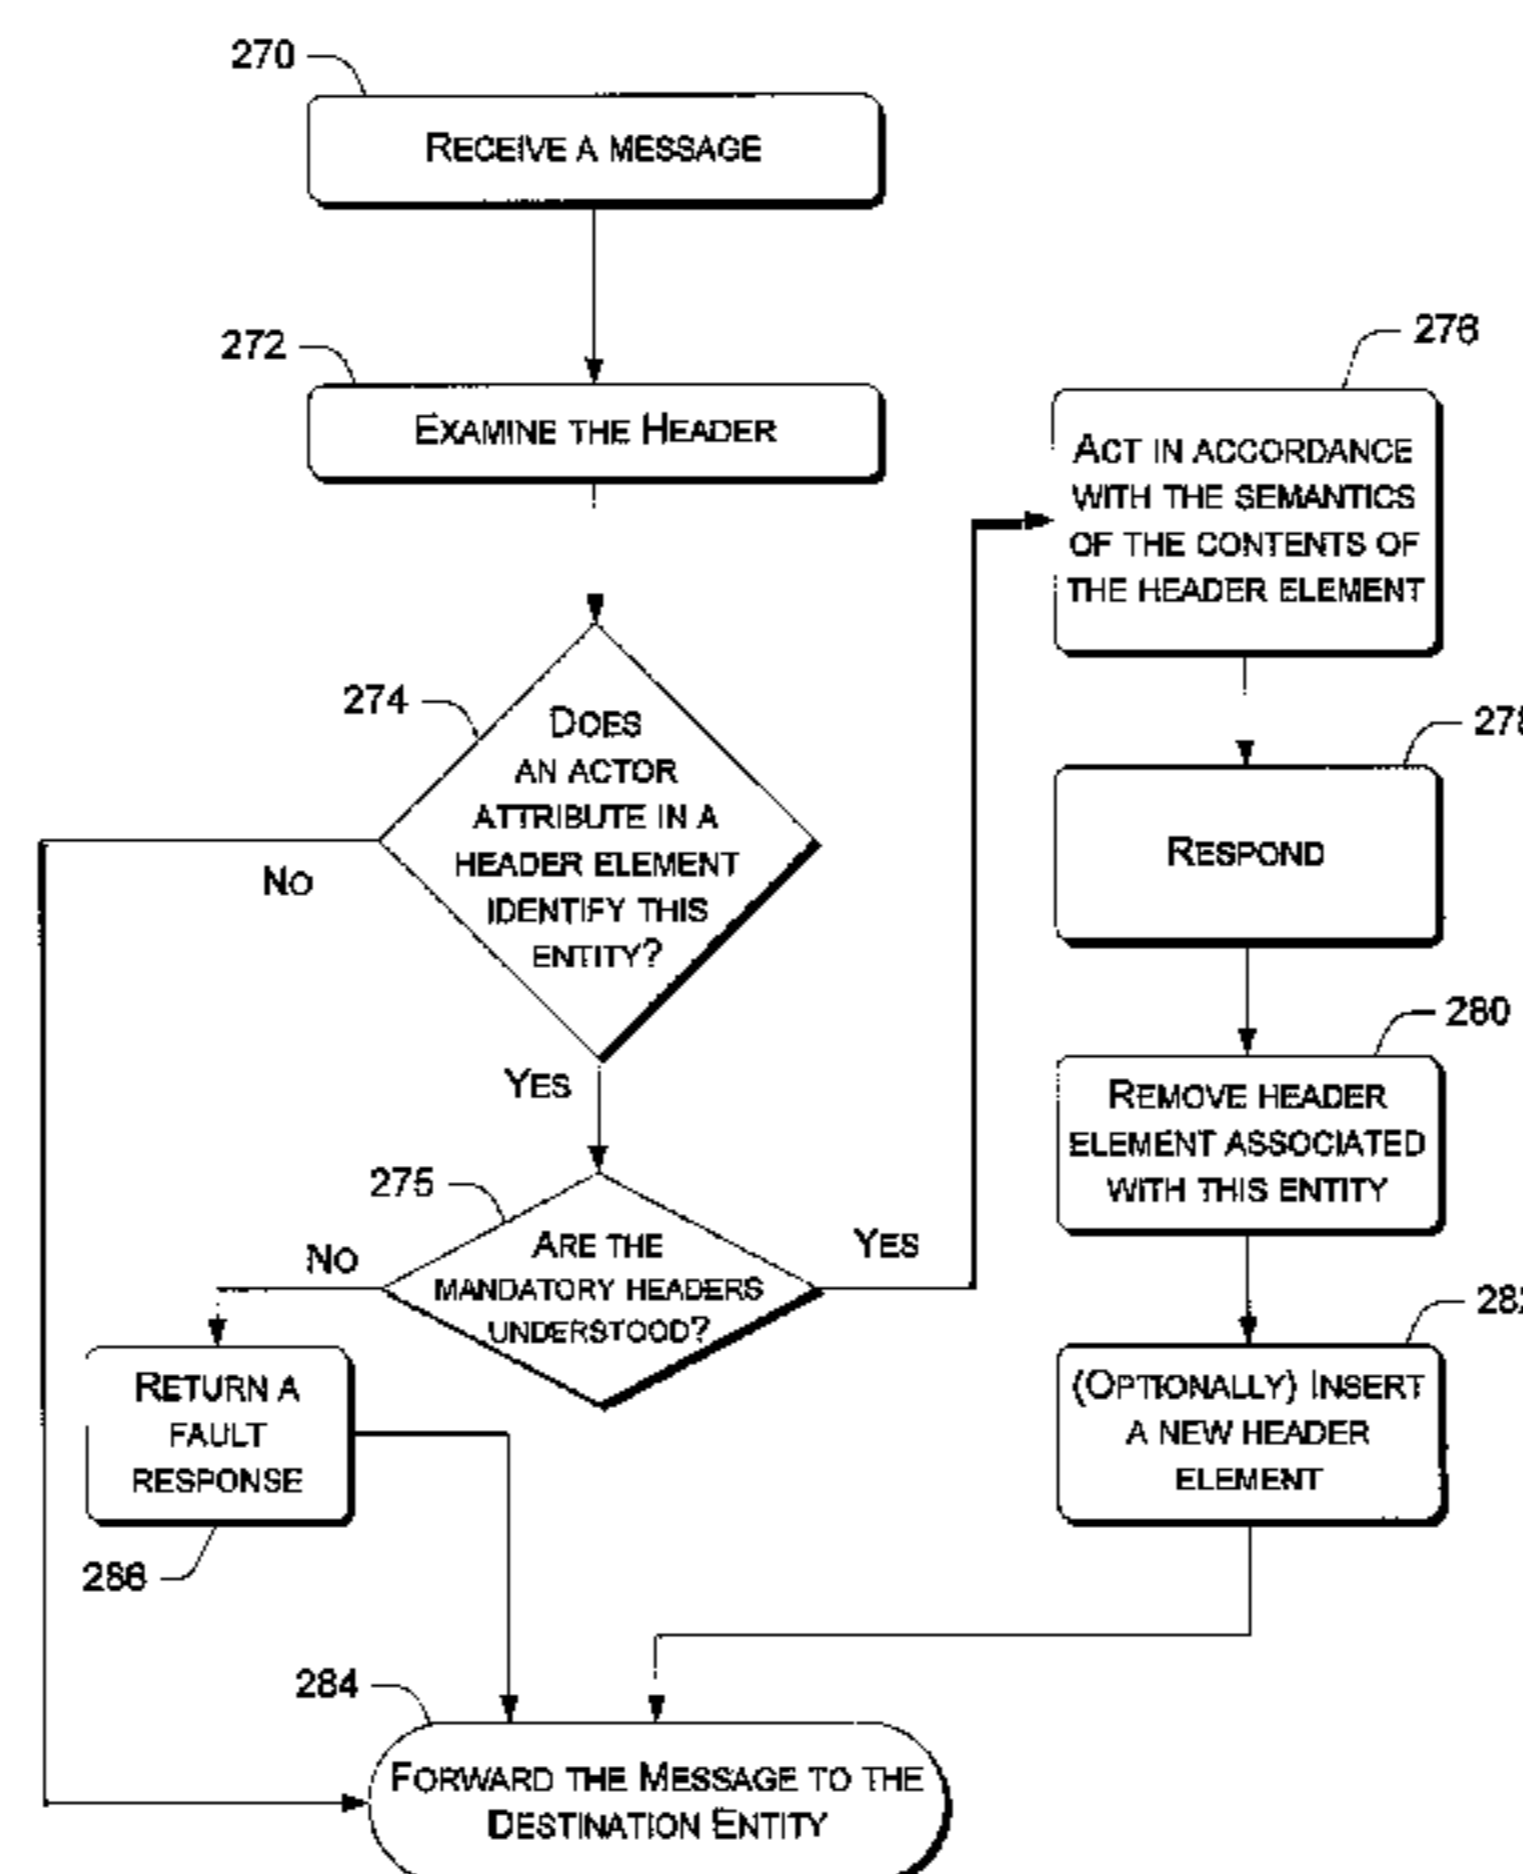 270
RECEIVE A MESSAGE
272
EXAMINE THE HEADER
274
DOES
AN ACTOR
ATTRIBUTE IN A
HEADER ELEMENT
IDENTIFY THIS
ENTITY?
NO
YES
275
ARE THE
MANDATORY HEADERS
UNDERSTOOD?
NO
YES
RETURN A
FAULT
RESPONSE
286
276
ACT IN ACCORDANCE
WITH THE SEMANTICS
OF THE CONTENTS OF
THE HEADER ELEMENT
278
RESPOND
280
REMOVE HEADER
ELEMENT ASSOCIATED
WITH THIS ENTITY
282
(OPTIONALLY) INSERT
A NEW HEADER
ELEMENT
284
FORWARD THE MESSAGE TO THE
DESTINATION ENTITY